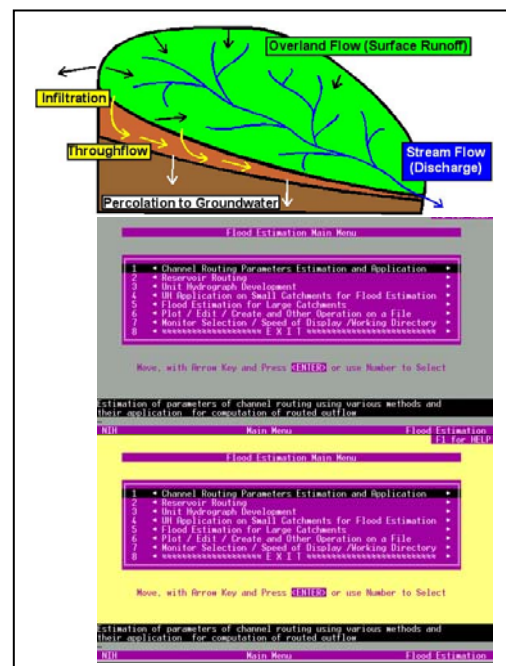 Overland Flow (Surface Runoff)
Infiltration
Throughflow
Stream Flow
(Discharge)
Percolation to Groundwater
Flood Estimation Main Menu
1 Channel Routing Parameters Estimation and Application
2 Reservoir Routing
3 Unit Hydrograph Development
4 UH Application on Small Catchments for Flood Estimation
5 Flood Estimation for Large Catchments
6 Plot / Edit / Create and Other Operation on a File
7 Monitor Selection / Speed of Display /Working Directory
8 E X I T
Move, with Arrow Key and Press <ENTER> or use Number to Select
Estimation of parameters of channel routing using various methods and
their application for computation of routed outflow
NIH Main Menu Flood Estimation
F1 for HELP
Flood Estimation Main Menu
1 Channel Routing Parameters Estimation and Application
2 Reservoir Routing
3 Unit Hydrograph Development
4 UH Application on Small Catchments for Flood Estimation
5 Flood Estimation for Large Catchments
6 Plot / Edit / Create and Other Operation on a File
7 Monitor Selection / Speed of Display /Working Directory
8 E X I T
Move, with Arrow Key and Press <ENTER> or use Number to Select
Estimation of parameters of channel routing using various methods and
their application for computation of routed outflow
NIH Main Menu Flood Estimation